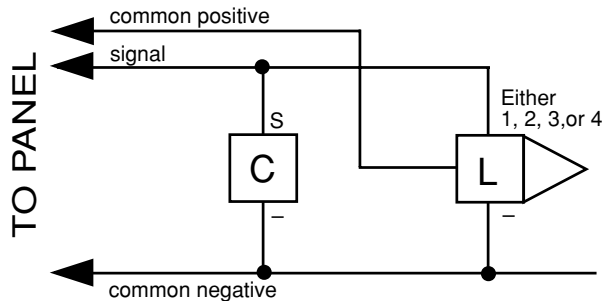 common positive
signal
TO PANEL
Either
1, 2, 3,or 4
S
C
L
–
–
common negative